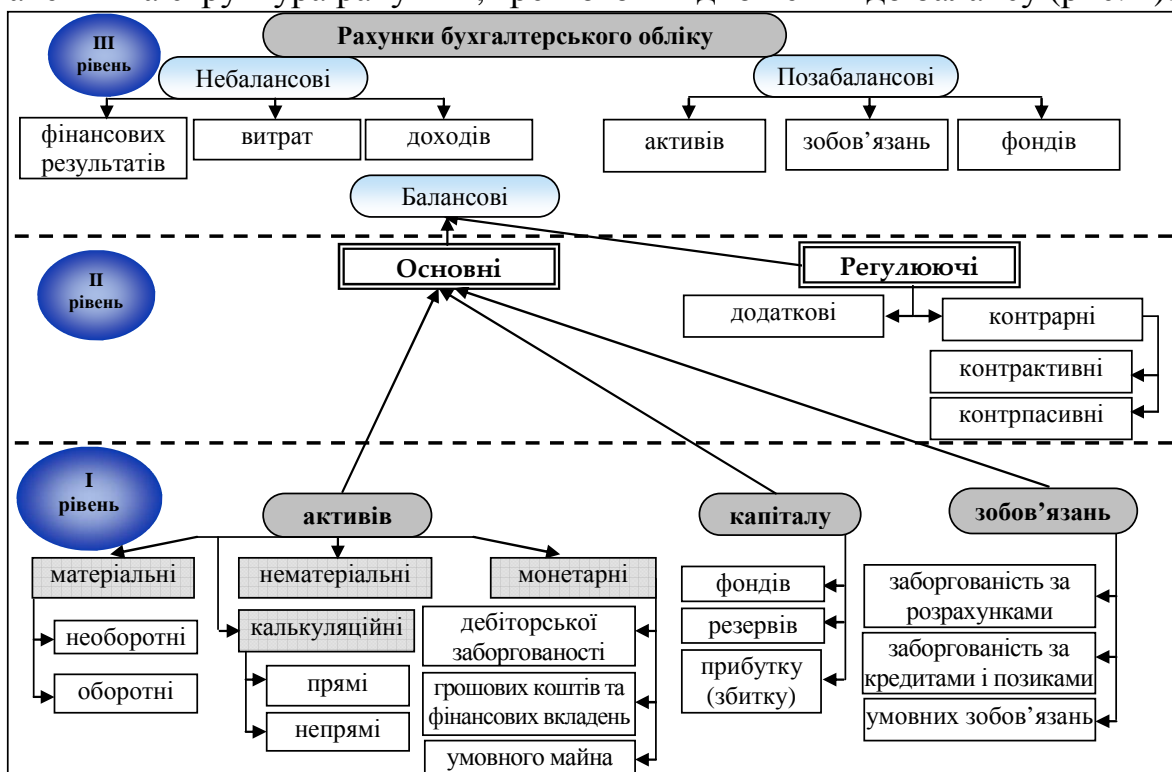 структура
III
рівень
Рахунки бухгалтерського обліку
Небалансові
Позабалансові
фінансових
результатів
витрат
доходів
активів
зобов’язань
фондів
Балансові
II
рівень
Основні
Регулюючі
додаткові
контрарні
контрактивні
контрпасивні
I
рівень
активів
капіталу
зобов’язань
матеріальні
нематеріальні
монетарні
необоротні
оборотні
калькуляційні
прямі
непрямі
дебіторської
заборгованості
грошових коштів та
фінансових вкладень
умовного майна
фондів
резервів
прибутку
(збитку)
заборгованість за
розрахунками
заборгованість за
кредитами і позиками
умовних зобов’язань